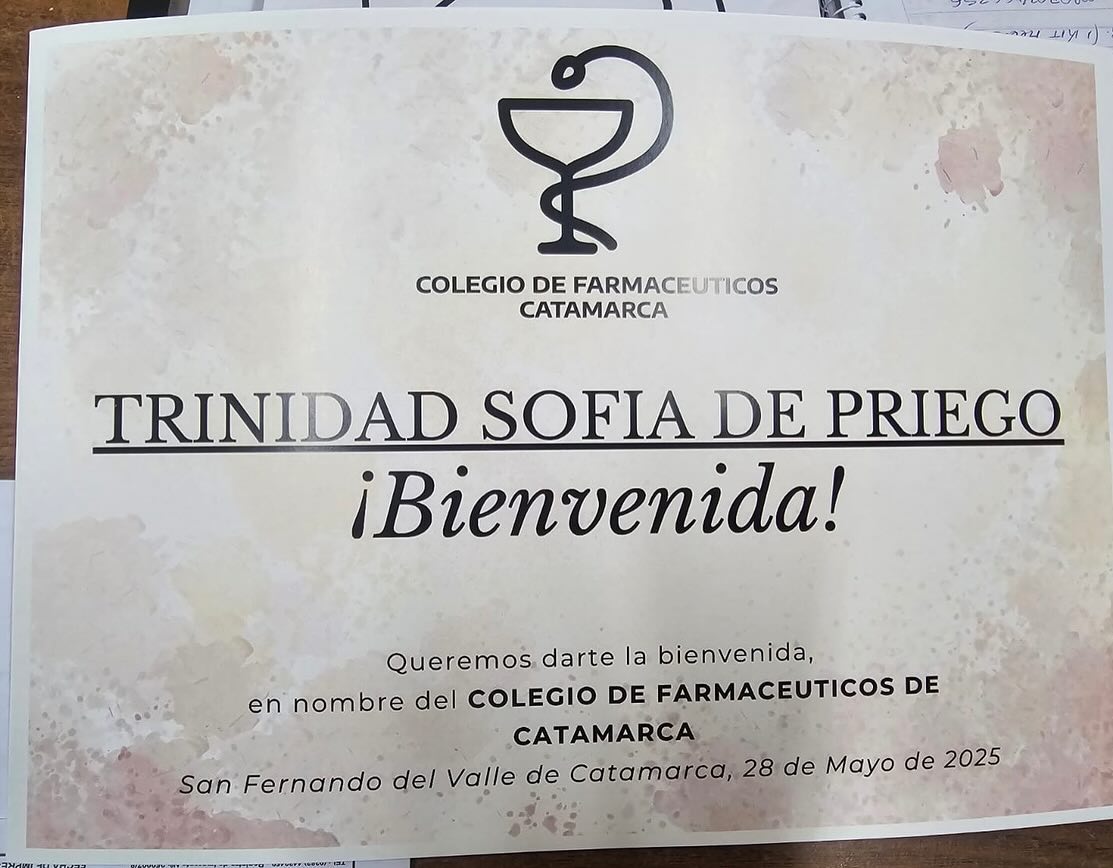 COLEGIO DE FARMACEUTICOS
CATAMARCA
TRINIDAD SOFIA DE PRIEGO
¡Bienvenida!
Queremos darte la bienvenida,
en nombre del COLEGIO DE FARMACEUTICOS DE
CATAMARCA
San Fernando del Valle de Catamarca, 28 de Mayo de 2025